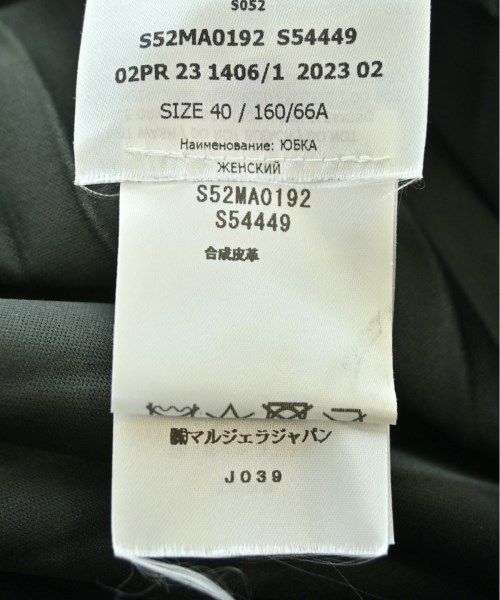 S052
S52MA0192 S54449
02PR 23 1406/1 2023 02
SIZE 40 / 160/66A
Наименование: ЮБКА
ЖЕНСКИЙ
S52MA0192
S54449
合成皮革
㈱マルジェラジャパン
J039